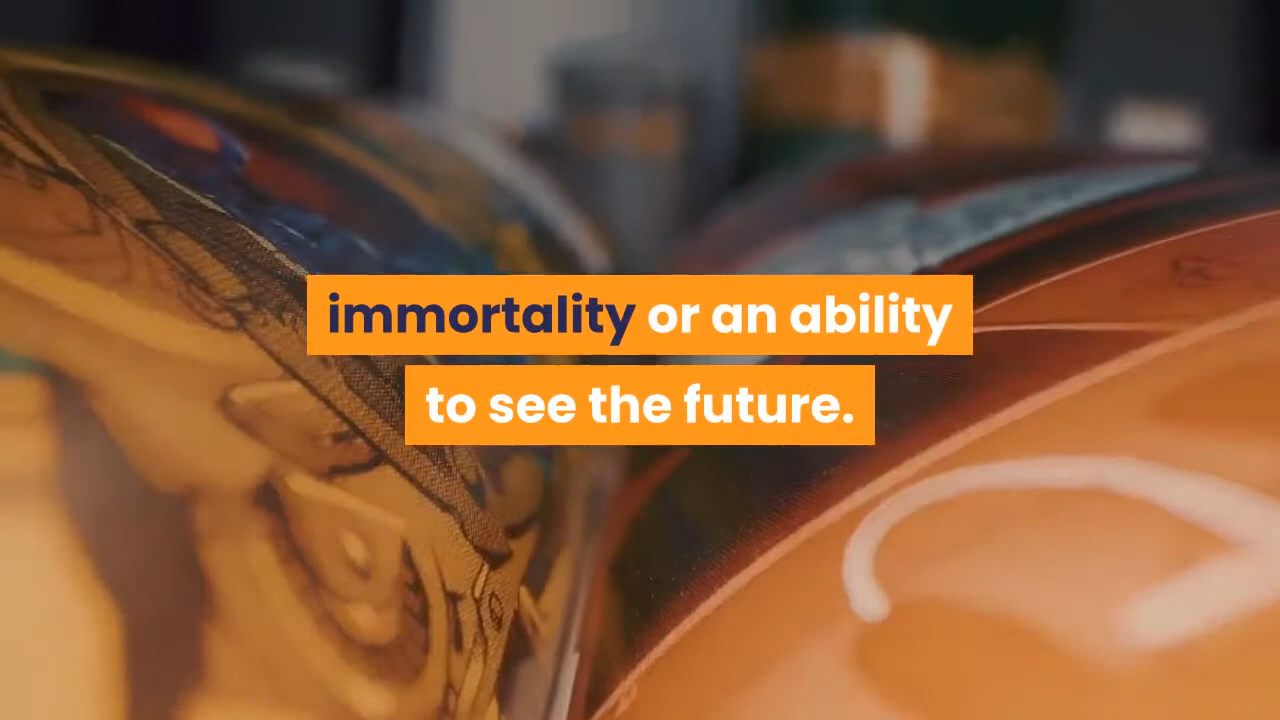 immortality or an ability
to see the future.